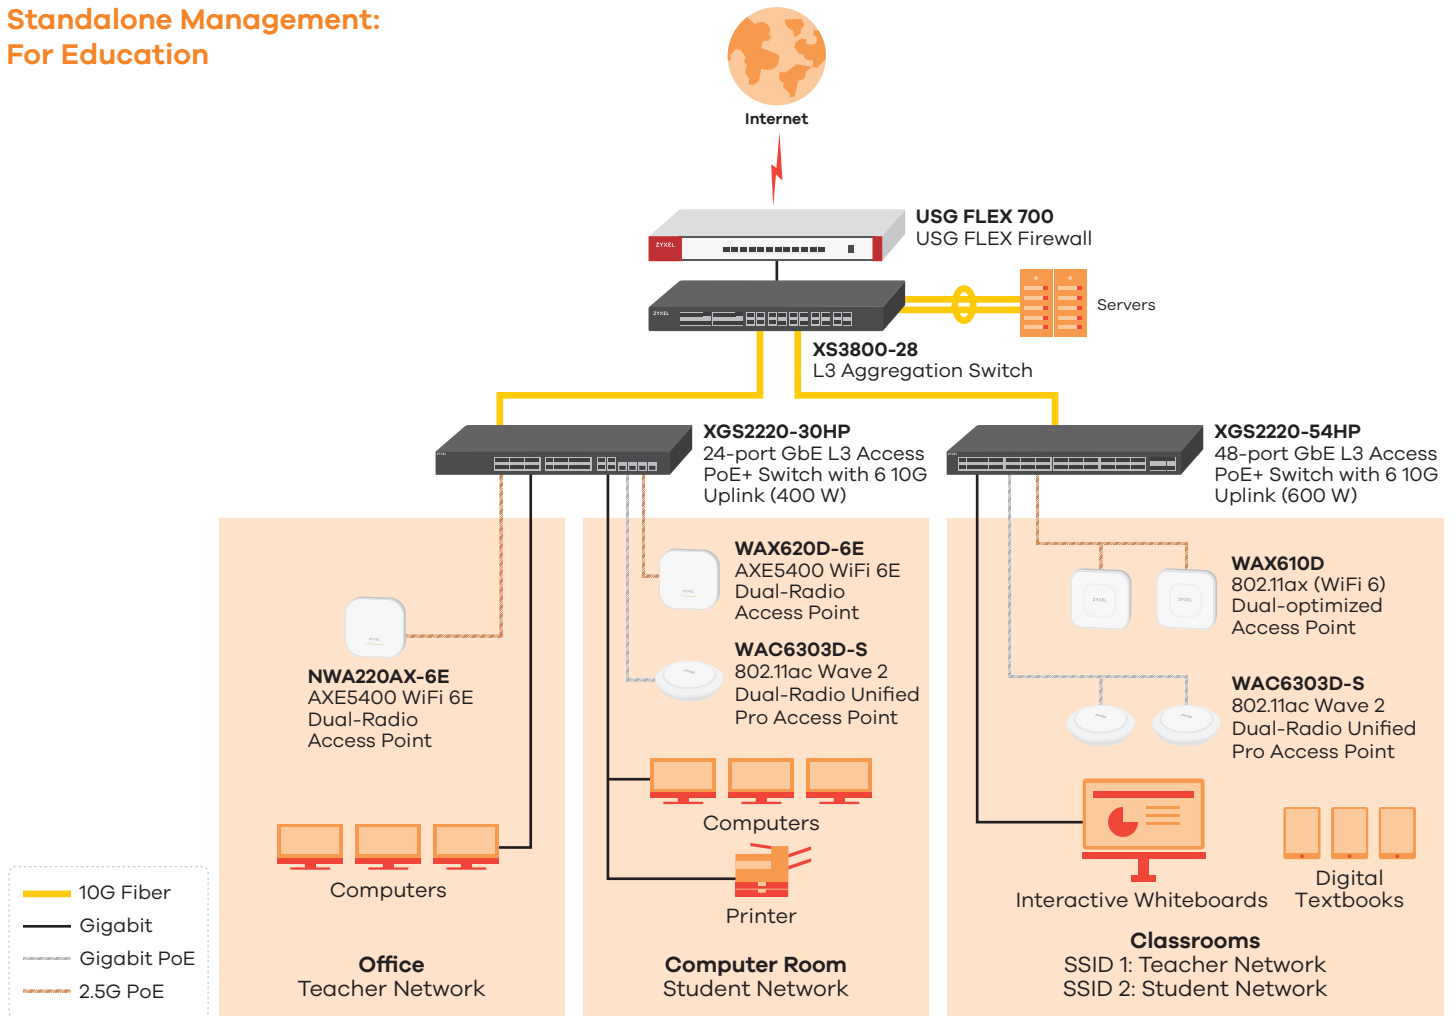 Standalone Management:
For Education
Internet
USG FLEX 700
USG FLEX Firewall
ZYXEL
ZYXEL
Servers
XS3800-28
L3 Aggregation Switch
XGS2220-30HP
24-port GbE L3 Access
PoE+ Switch with 6 10G
Uplink (400 W)
XGS2220-54HP
48-port GbE L3 Access
PoE+ Switch with 6 10G
Uplink (600 W)
WAX620D-6E
AXE5400 WiFi 6E
Dual-Radio
Access Point
WAX610D
802.11ax (WiFi 6)
Dual-optimized
Access Point
ZYXEL
ZYXEL
NWA220AX-6E
AXE5400 WiFi 6E
Dual-Radio
Access Point
WAC6303D-S
802.11ac Wave 2
Dual-Radio Unified
Pro Access Point
WAC6303D-S
802.11ac Wave 2
Dual-Radio Unified
Pro Access Point
Computers
Computers
Printer
Interactive Whiteboards
Digital
Textbooks
10G Fiber
Gigabit
Gigabit PoE
2.5G PoE
Office
Teacher Network
Computer Room
Student Network
Classrooms
SSID 1: Teacher Network
SSID 2: Student Network